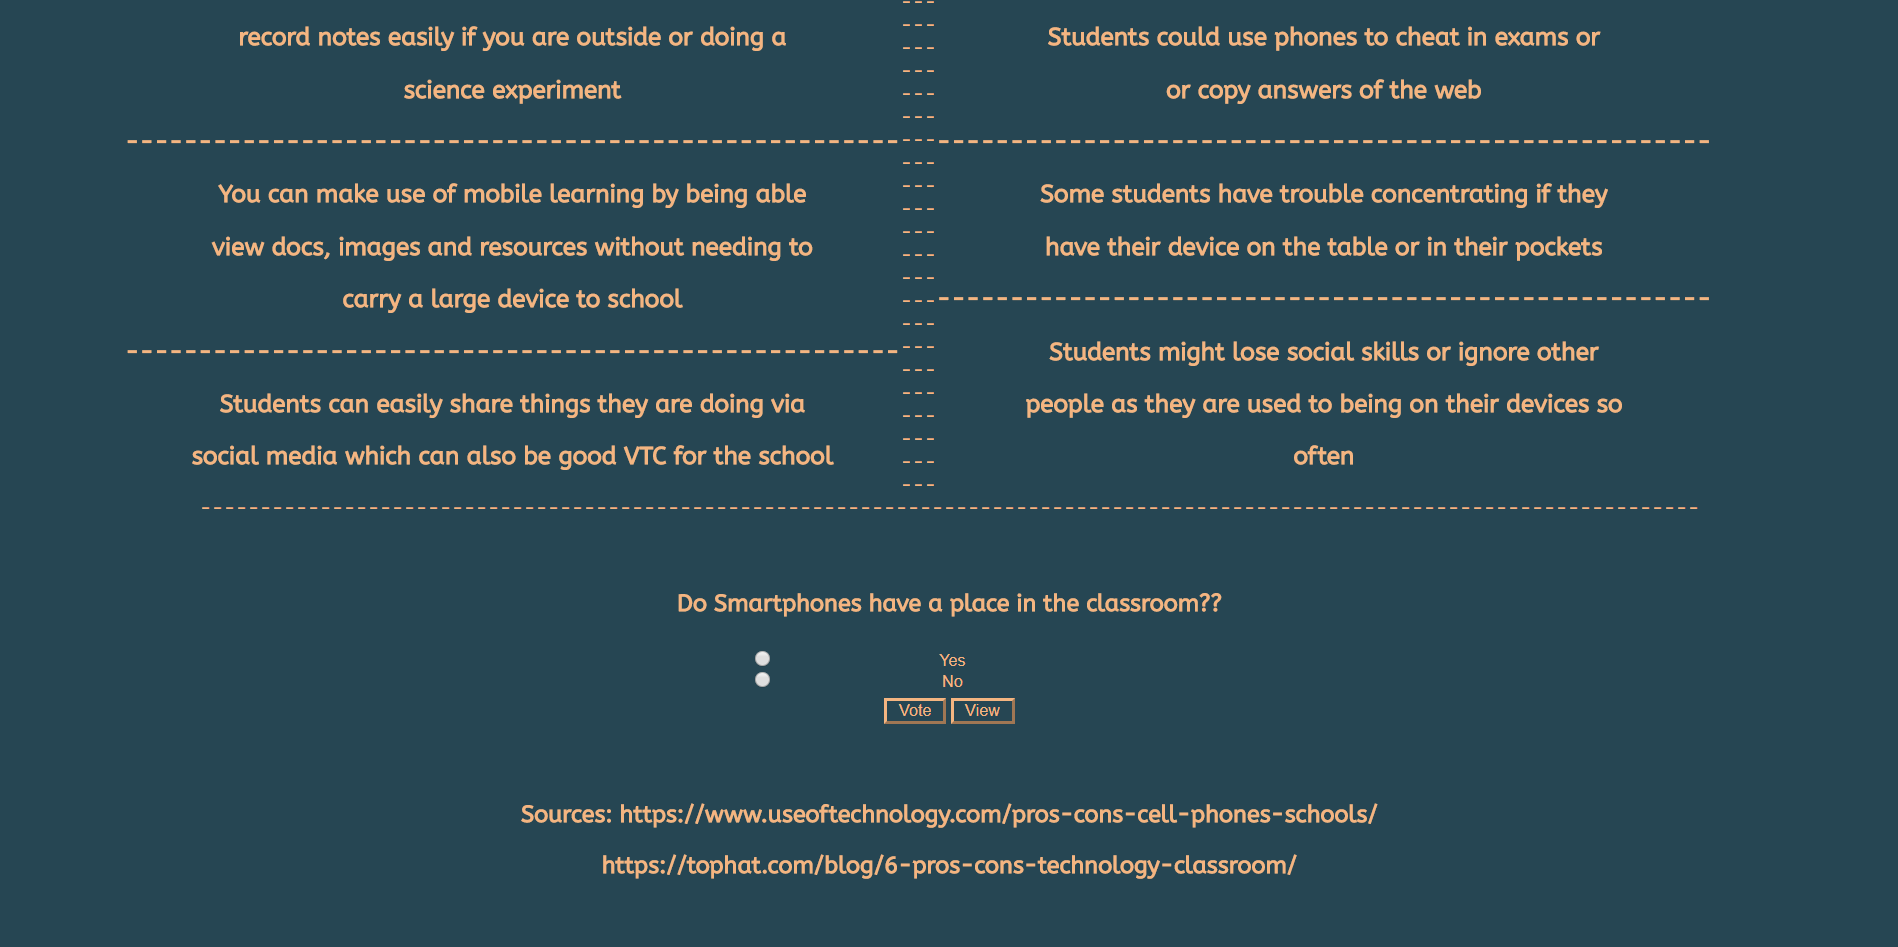 record notes easily if you are outside or doing a
science experiment
You can make use of mobile learning by being able
view docs, images and resources without needing to
carry a large device to school
Students can easily share things they are doing via
social media which can also be good VTC for the school
Students could use phones to cheat in exams or
or copy answers of the web
Some students have trouble concentrating if they
have their device on the table or in their pockets
Students might lose social skills or ignore other
people as they are used to being on their devices so
often
Do Smartphones have a place in the classroom??
Yes
No
Vote View
Sources: https://www.useoftechnology.com/pros-cons-cell-phones-schools/
https://tophat.com/blog/6-pros-cons-technology-classroom/